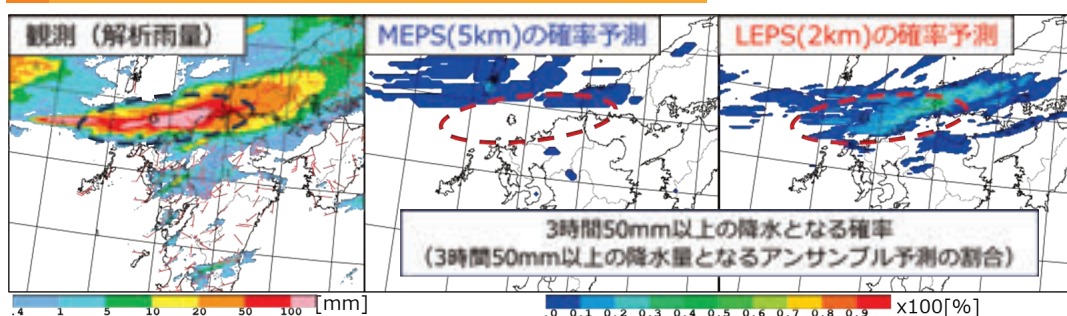 観測（解析雨量）
MEPS(5km)の確率予測
LEPS(2km)の確率予測
3時間50mm以上の降水となる確率
（3時間50mm以上の降水量となるアンサンブル予測の割合）
.4 1 5 10 20 50 100 [mm]
.0 0.1 0.2 0.3 0.4 0.5 0.6 0.7 0.8 0.9 x100[%]